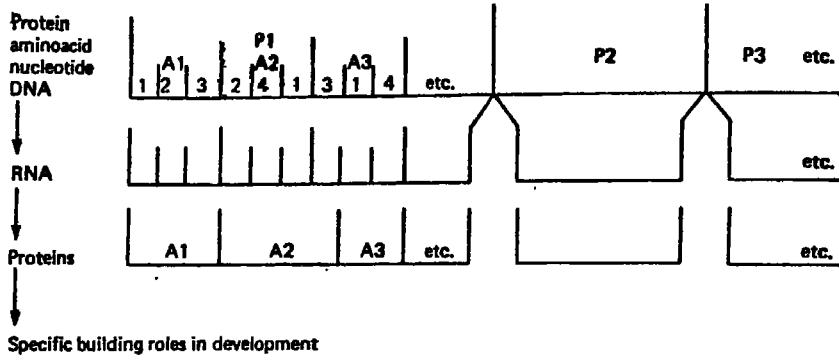 Protein
aminoacid
nucleotide
DNA
P1
P2
P3 etc.
A1 A2 A3
1 2 3 2 4 1 3 1 4 etc.
RNA
etc.
Proteins
A1 A2 A3 etc.
etc.
Specific building roles in development